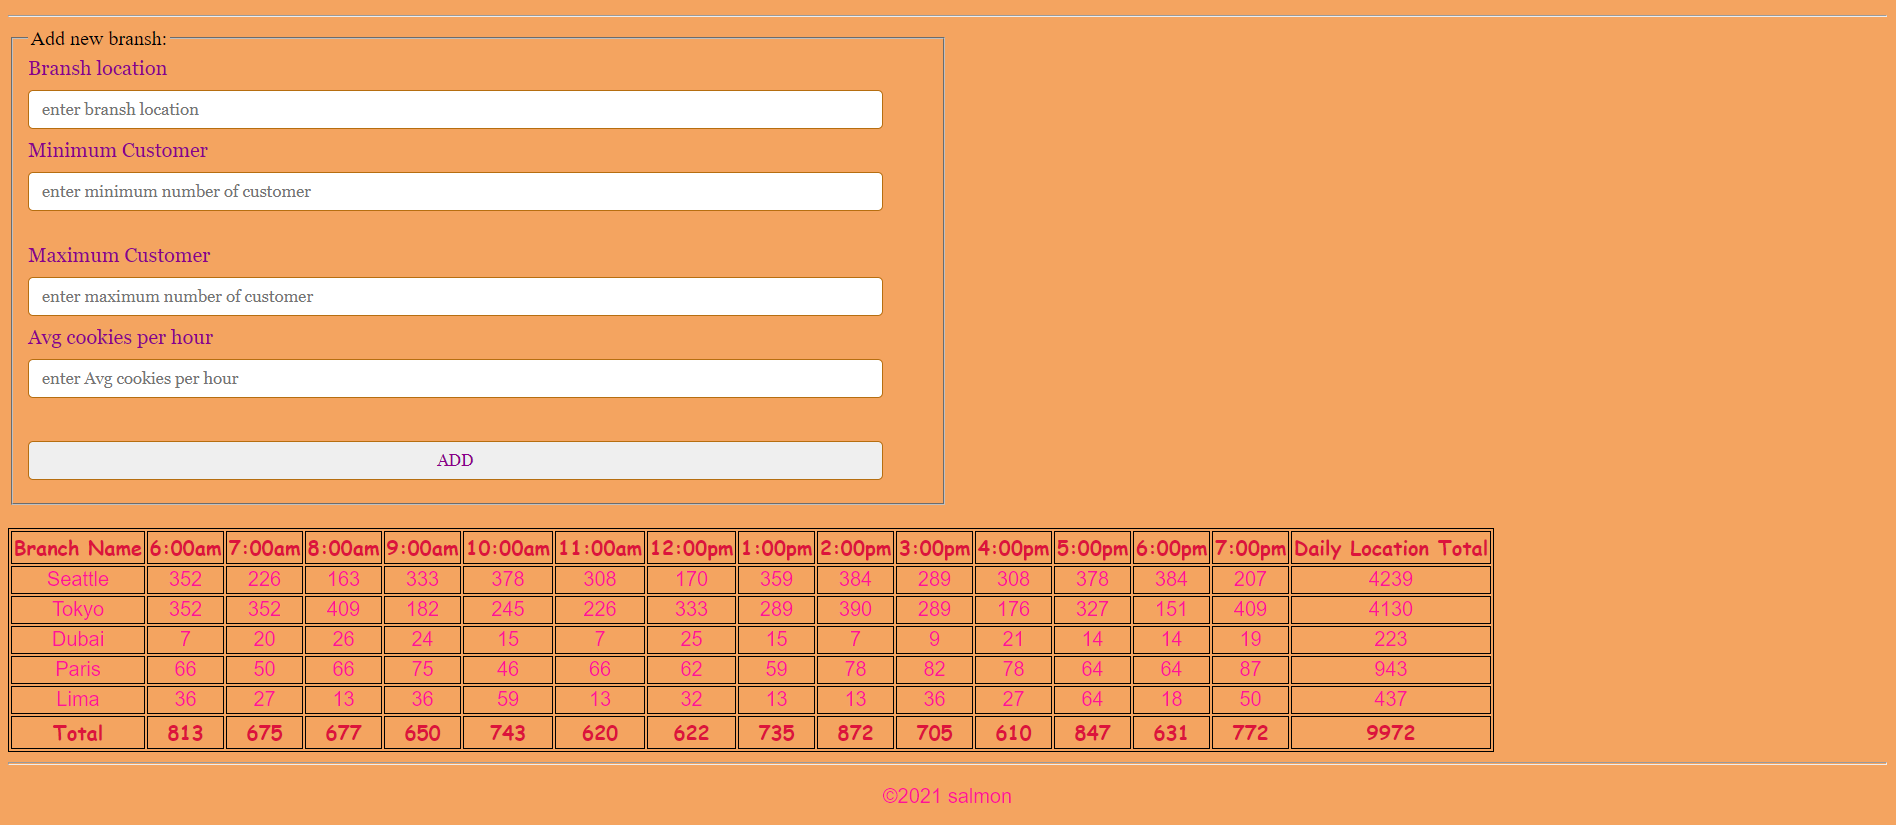 Add new bransh:
Bransh location
enter bransh location
Minimum Customer
enter minimum number of customer
Maximum Customer
enter maximum number of customer
Avg cookies per hour
enter Avg cookies per hour
ADD
Branch Name 6:00am 7:00am 8:00am 9:00am 10:00am 11:00am 12:00pm 1:00pm 2:00pm 3:00pm 4:00pm 5:00pm 6:00pm 7:00pm Daily Location Total
Seattle 352 226 163 333 378 308 170 359 384 289 308 378 384 207 4239
Tokyo 352 352 409 182 245 226 333 289 390 289 176 327 151 409 4130
Dubai 7 20 26 24 15 7 25 15 7 9 21 14 14 19 223
Paris 66 50 66 75 46 66 62 59 78 82 78 64 64 87 943
Lima 36 27 13 36 59 13 32 13 13 36 27 64 18 50 437
Total 813 675 677 650 743 620 622 735 872 705 610 847 631 772 9972
©2021 salmon